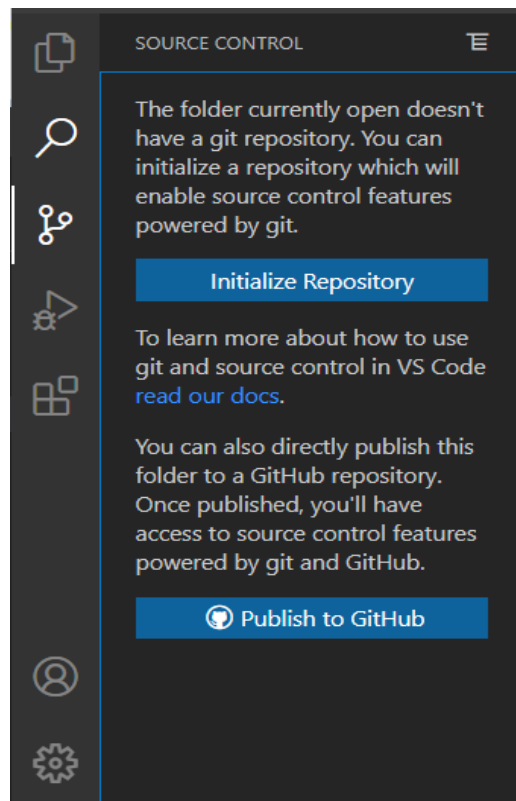 SOURCE CONTROL
The folder currently open doesn't
have a git repository. You can
initialize a repository which will
enable source control features
powered by git.
Initialize Repository
To learn more about how to use
git and source control in VS Code
read our docs.
You can also directly publish this
folder to a GitHub repository.
Once published, you'll have
access to source control features
powered by git and GitHub.
Publish to GitHub